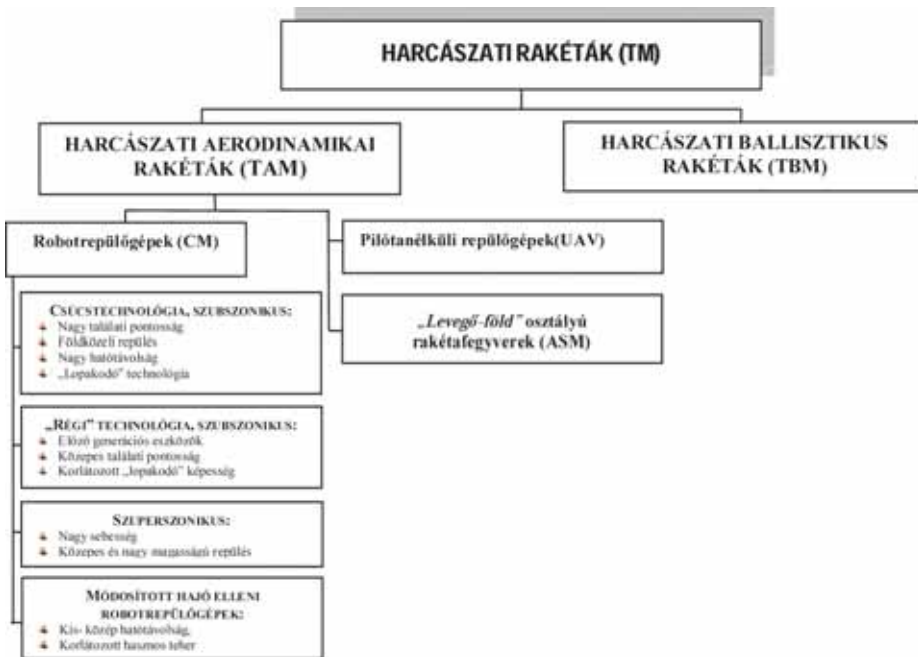 HARCÁSZATI RAKÉTÁK (TM)
HARCÁSZATI AERODINAMIKAI
RAKÉTÁK (TAM)
HARCÁSZATI BALLISZTIKUS
RAKÉTÁK (TBM)
Robotrepülőgépek (CM)
Pilótanélküli repülőgépek(UAV)
„Levegő-föld” osztályú
rakétafegyverek (ASM)
CSÚCSTECHNOLÓGIA, SZUBSZONIKUS:
Nagy találati pontosság
Földközeli repülés
Nagy hatótávolság
„Lopakodó” technológia
„RÉGI” TECHNOLÓGIA, SZUBSZONIKUS:
Előző generációs eszközök
Közepes találati pontosság
Korlátozott „lopakodó” képesség
SZUPERSZONIKUS:
Nagy sebesség
Közepes és nagy magasságú repülés
MÓDOSÍTOTT HAJÓ ELLENI
ROBOTREPÜLŐGÉPEK:
Kis- közép hatótávolság,
Korlátozott hasznos teher